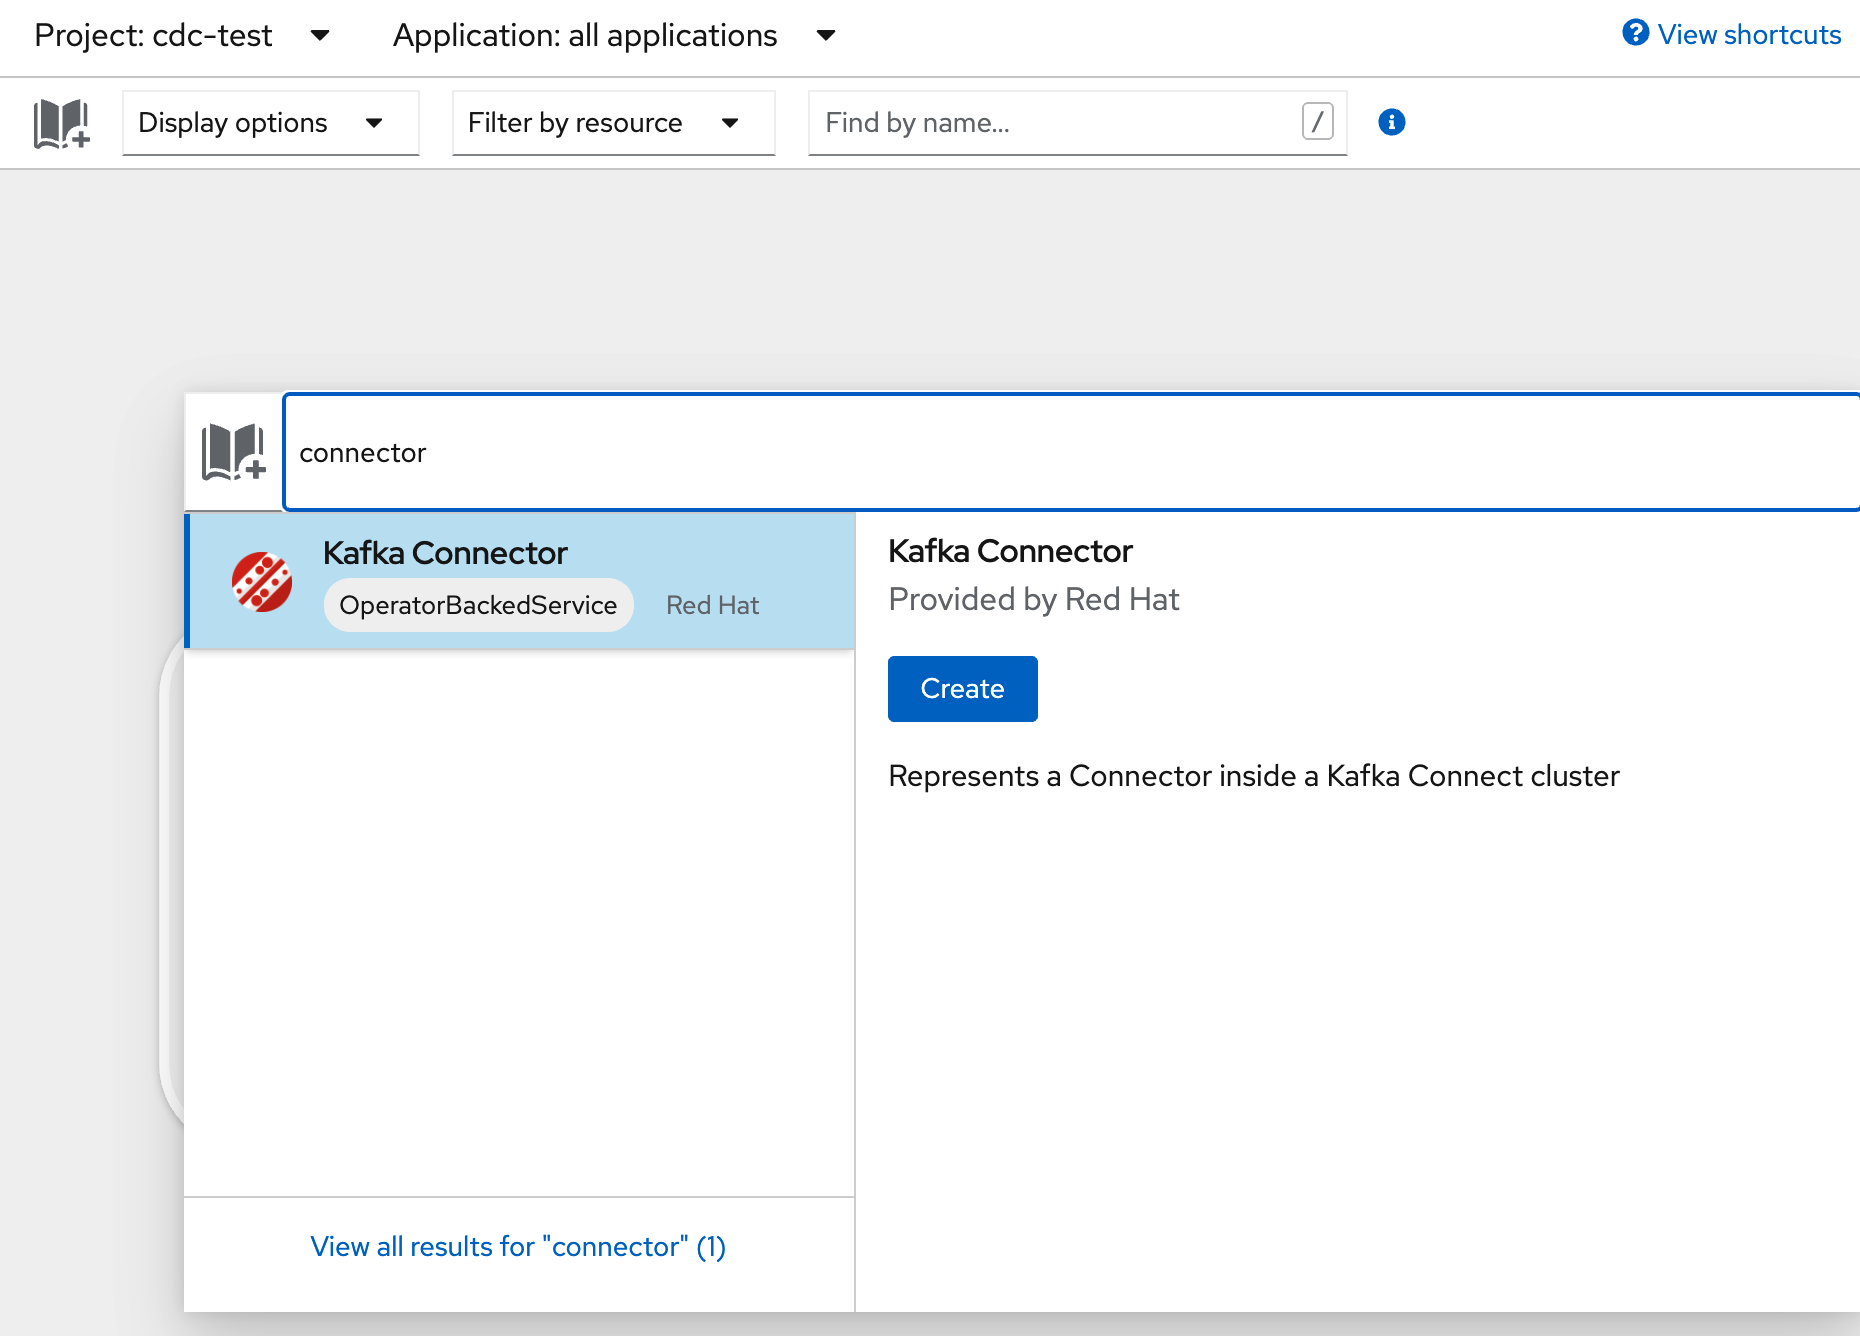 Project: cdc-test Application: all applications View shortcuts
Display options Filter by resource Find by name... /
connector
Kafka Connector
OperatorBackedService Red Hat
Kafka Connector
Provided by Red Hat
Create
Represents a Connector inside a Kafka Connect cluster
View all results for "connector" (1)